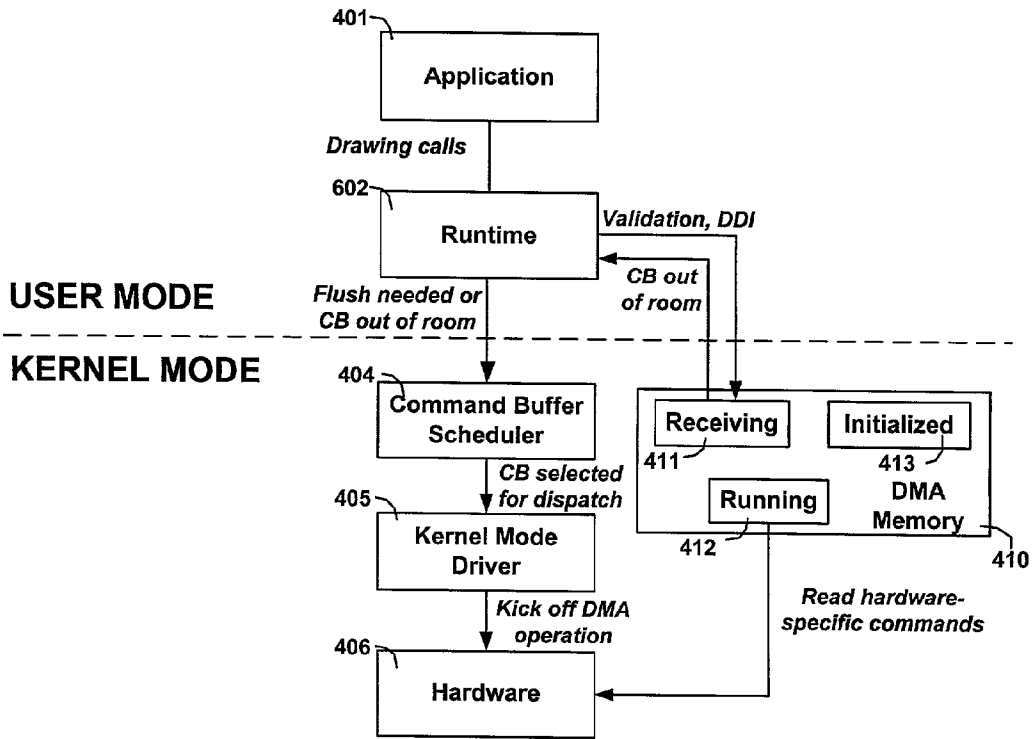 401
Application
Drawing calls
602
Runtime
Validation, DDI
CB out
of room
USER MODE
Flush needed or
CB out of room
KERNEL MODE
404
Command Buffer
Scheduler
Receiving
411
Initialized
413
CB selected
for dispatch
Running
412
DMA
Memory
410
405
Kernel Mode
Driver
Kick off DMA
operation
Read hardware-
specific commands
406
Hardware